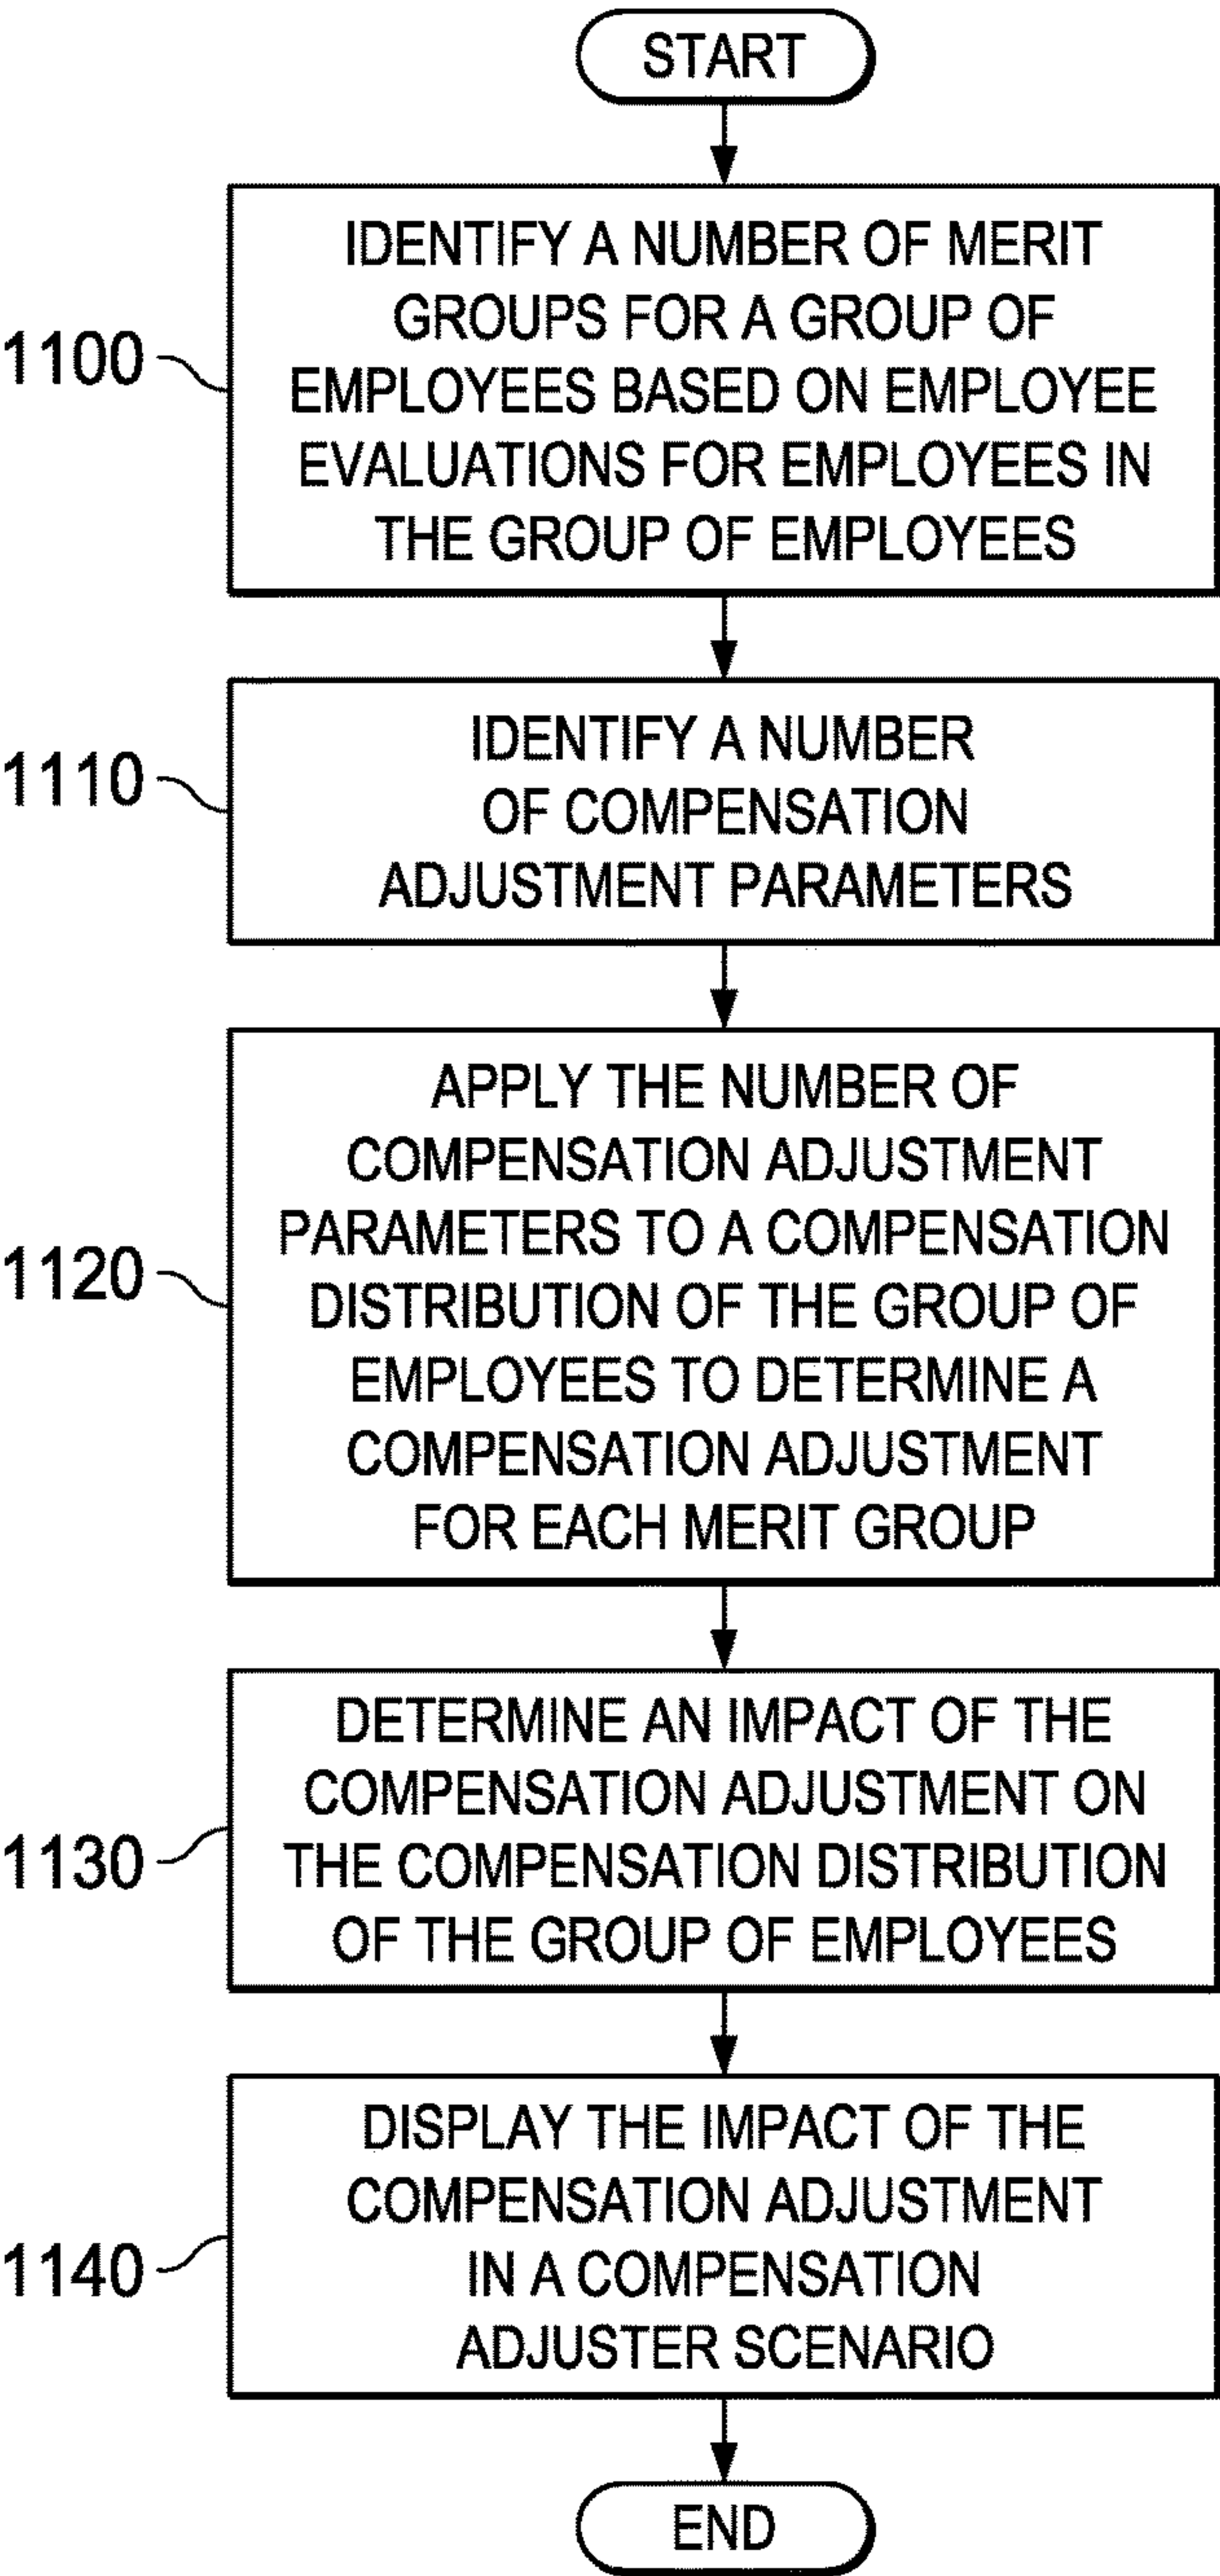 START
1100
IDENTIFY A NUMBER OF MERIT
GROUPS FOR A GROUP OF
EMPLOYEES BASED ON EMPLOYEE
EVALUATIONS FOR EMPLOYEES IN
THE GROUP OF EMPLOYEES
1110
IDENTIFY A NUMBER
OF COMPENSATION
ADJUSTMENT PARAMETERS
1120
APPLY THE NUMBER OF
COMPENSATION ADJUSTMENT
PARAMETERS TO A COMPENSATION
DISTRIBUTION OF THE GROUP OF
EMPLOYEES TO DETERMINE A
COMPENSATION ADJUSTMENT
FOR EACH MERIT GROUP
1130
DETERMINE AN IMPACT OF THE
COMPENSATION ADJUSTMENT ON
THE COMPENSATION DISTRIBUTION
OF THE GROUP OF EMPLOYEES
1140
DISPLAY THE IMPACT OF THE
COMPENSATION ADJUSTMENT
IN A COMPENSATION
ADJUSTER SCENARIO
END